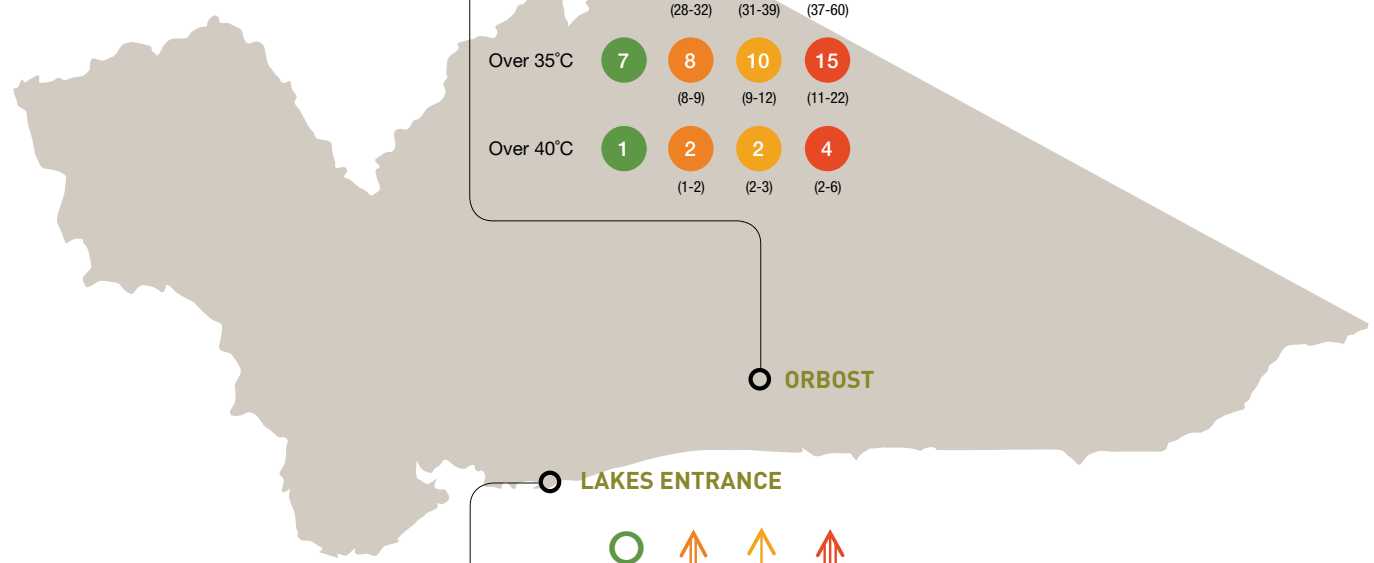 (28-32) (31-39) (37-60)
Over 35˚C 7 8 10 15
(8-9) (9-12) (11-22)
Over 40˚C 1 2 2 4
(1-2) (2-3) (2-6)
ORBOST
LAKES ENTRANCE